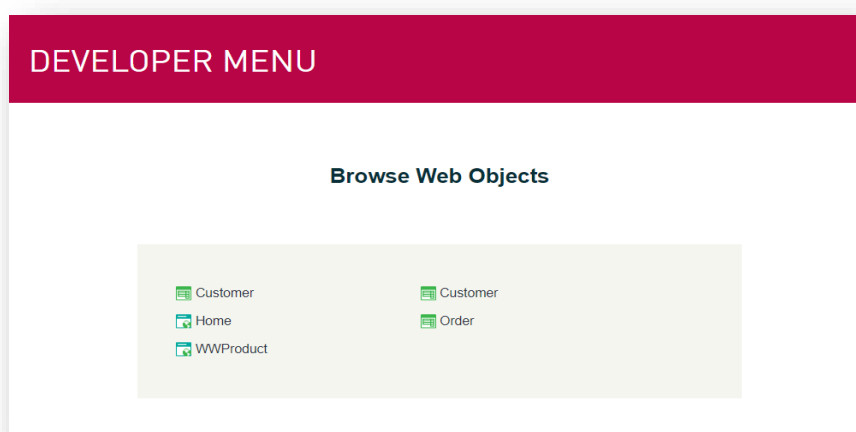 DEVELOPER MENU
Browse Web Objects
Customer Customer
Home Order
WWProduct